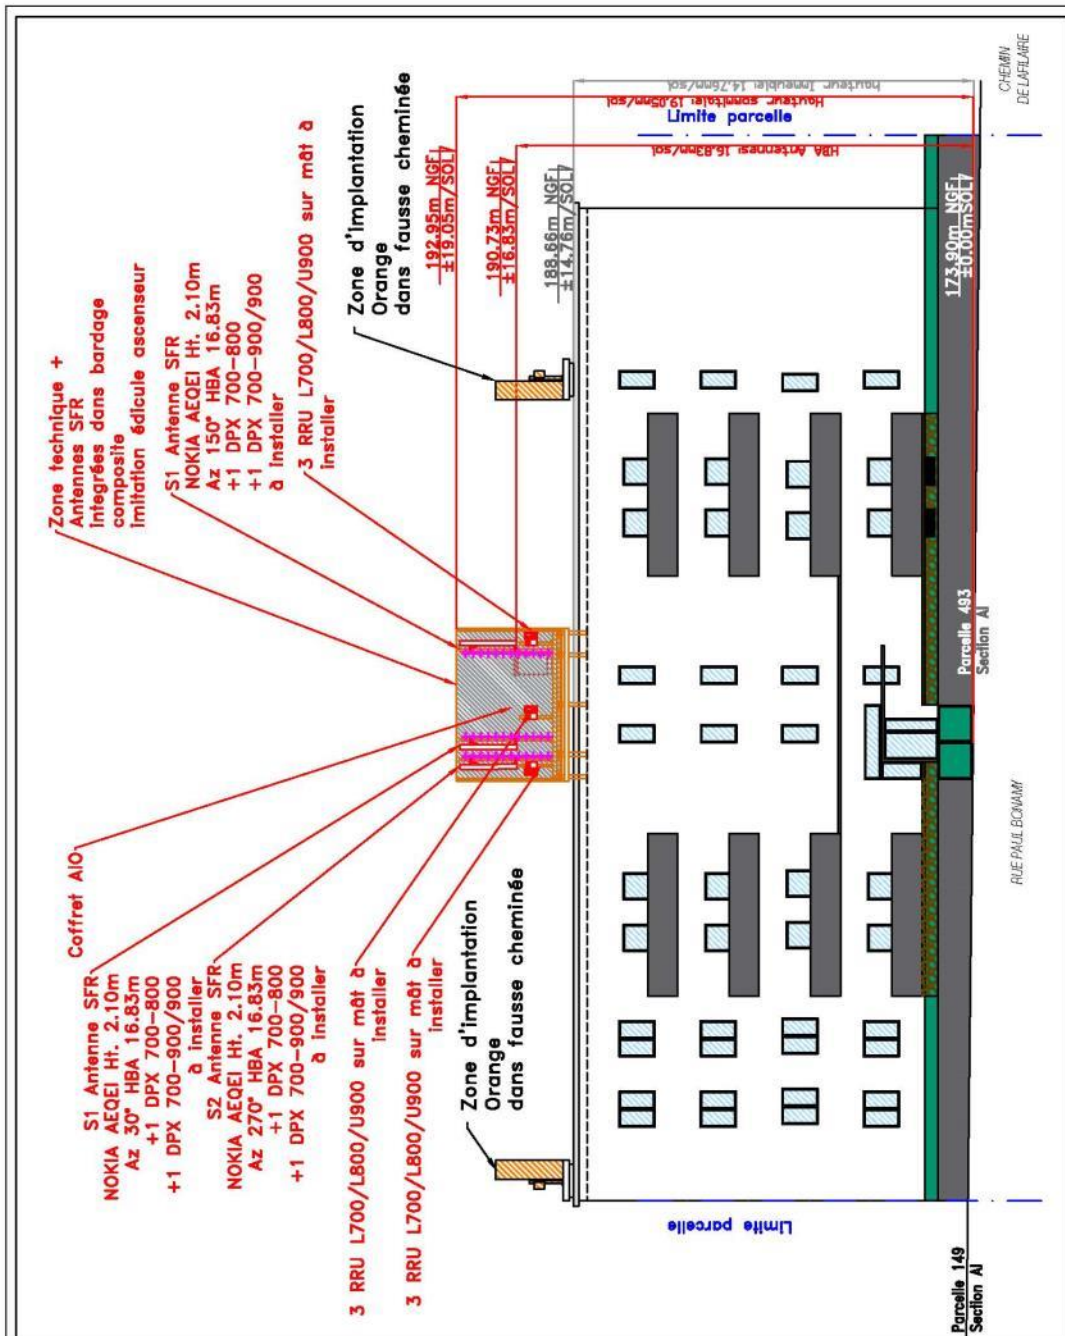 Zone technique +
Antennes SFR
Integrées dans bardage
composite
Imitation édicule ascenseur
S1 Antenne SFR
NOKIA AEQEI Ht. 2.10m
Az 150° HBA 16.83m
+1 DPX 700-800
+1 DPX 700-900/900
à Installer
3 RRU L700/L800/U900 sur mât à
Installer
Zone d'implantation
Orange
dans fausse cheminée
192.95m NGF
±19.05m/SOL
190.73m NGF
±16.83m/SOL
188.66m NGF
±14.76m/SOL
173.90m NGF
±0.00mSOL
hauteur Immeuble: 14.76m/sol
Hauteur sommitale: 19.05m/sol
HBA Antennes: 16.83m/sol
Limite parcelle
CHEMIN
DE LAFILAIRE
Coffret AIO
S1 Antenne SFR
NOKIA AEQEI Ht. 2.10m
Az 30° HBA 16.83m
+1 DPX 700-800
+1 DPX 700-900/900
à Installer
S2 Antenne SFR
NOKIA AEQEI Ht. 2.10m
Az 270° HBA 16.83m
+1 DPX 700-800
+1 DPX 700-900/900
à Installer
3 RRU L700/L800/U900 sur mât à
Installer
3 RRU L700/L800/U900 sur mât à
Installer
Zone d'implantation
Orange
dans fausse cheminée
Limite parcelle
Parcelle 493
Section AI
RUE PAUL BONAMY
Parcelle 149
Section AI